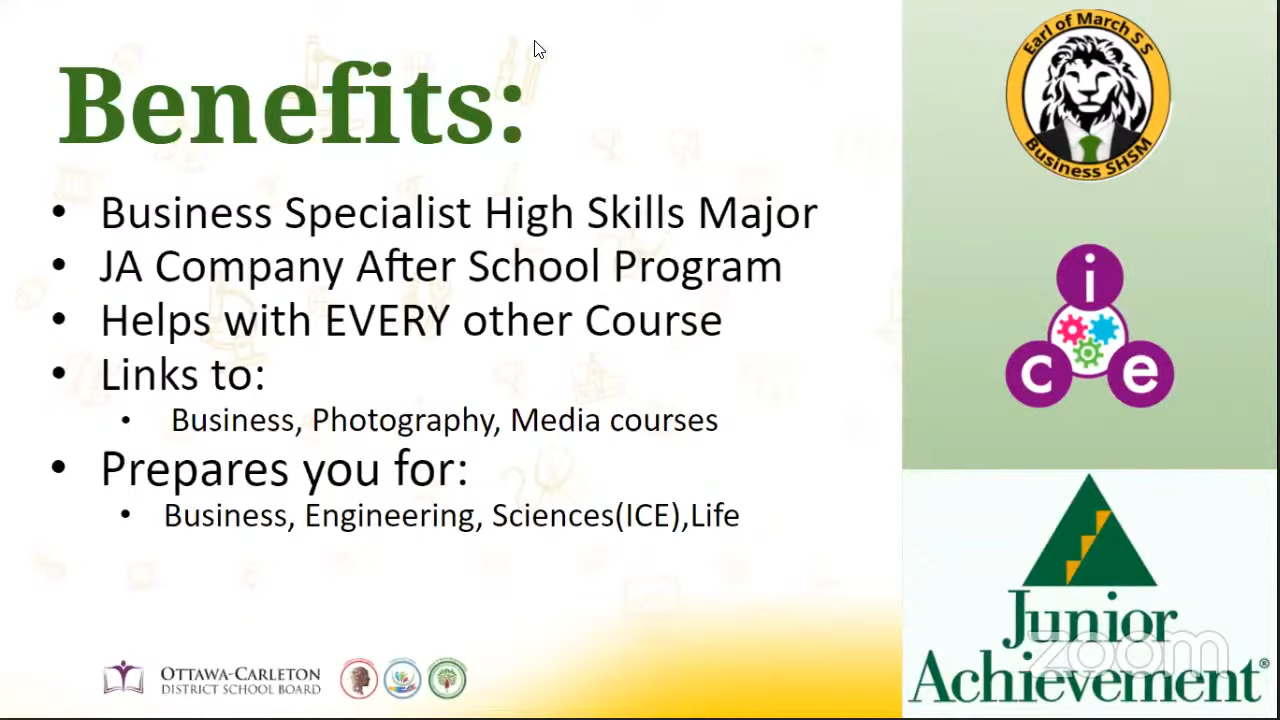 Benefits:
• Business Specialist High Skills Major
• JA Company After School Program
• Helps with EVERY other Course
• Links to:
• Business, Photography, Media courses
• Prepares you for:
• Business, Engineering, Sciences(ICE),Life
OTTAWA-CARLETON
DISTRICT SCHOOL BOARD
Earl of March S S
Business SHSM
i
c e
Junior
Achievement®
zoom